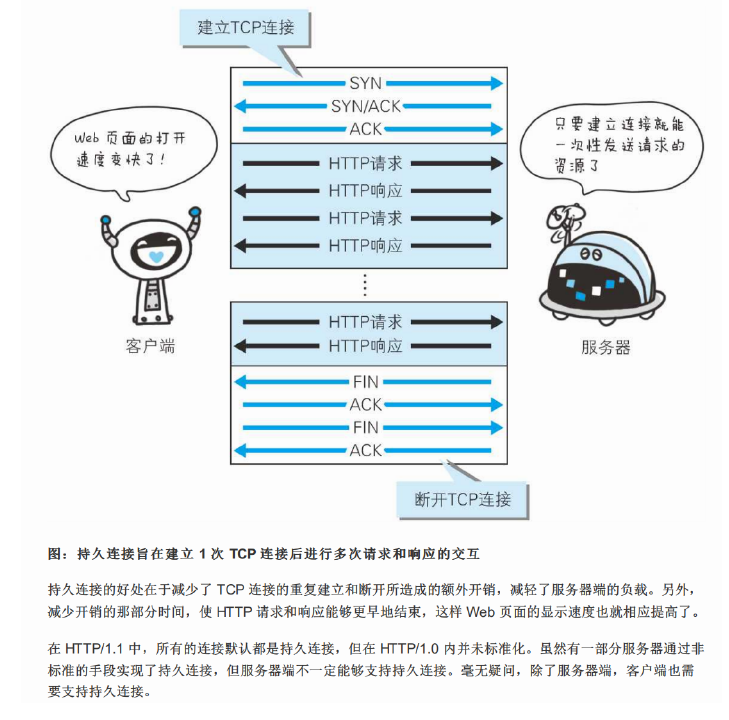 建立TCP连接
SYN
SYN/ACK
ACK
Web 页面的打开
速度变快了！
只要建立连接就能
一次性发送请求的
资源了
HTTP请求
HTTP响应
HTTP请求
HTTP响应
HTTP请求
HTTP响应
客户端
服务器
FIN
ACK
FIN
ACK
断开TCP连接
图：持久连接旨在建立 1 次 TCP 连接后进行多次请求和响应的交互
持久连接的好处在于减少了 TCP 连接的重复建立和断开所造成的额外开销，减轻了服务器端的负载。另外，
减少开销的那部分时间，使 HTTP 请求和响应能够更早地结束，这样 Web 页面的显示速度也就相应提高了。
在 HTTP/1.1 中，所有的连接默认都是持久连接，但在 HTTP/1.0 内并未标准化。虽然有一部分服务器通过非
标准的手段实现了持久连接，但服务器端不一定能够支持持久连接。毫无疑问，除了服务器端，客户端也需
要支持持久连接。